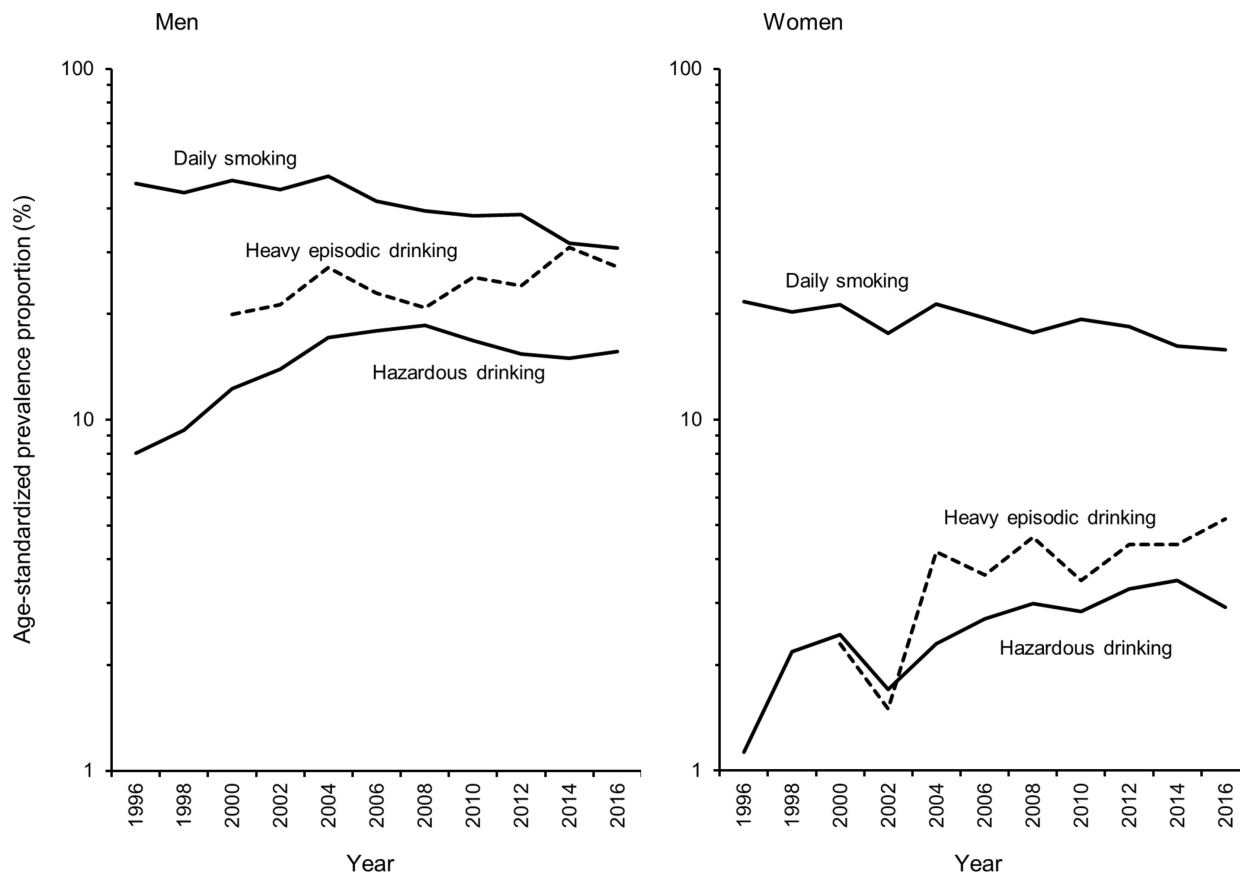 Men
Women
Age-standardized prevalence proportion (%)
100
10
1
Daily smoking
Heavy episodic drinking
Hazardous drinking
1996
1998
2000
2002
2004
2006
2008
2010
2012
2014
2016
Year
100
10
1
Daily smoking
Heavy episodic drinking
Hazardous drinking
1996
1998
2000
2002
2004
2006
2008
2010
2012
2014
2016
Year